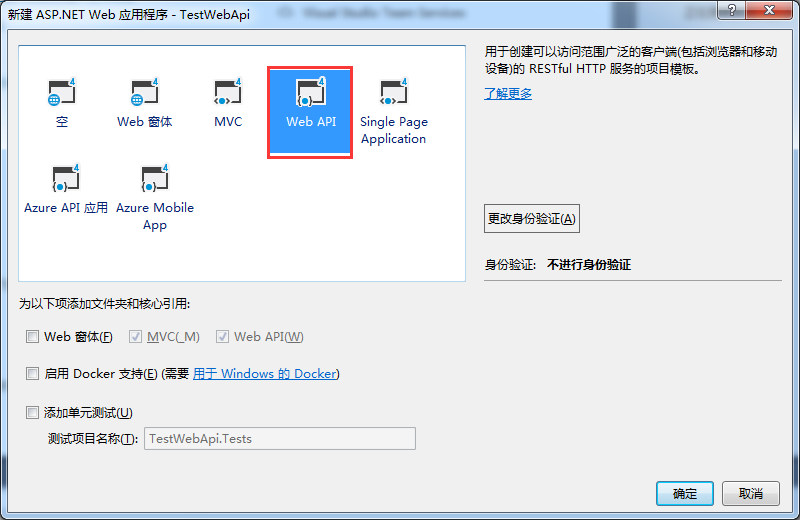 新建 ASP.NET Web 应用程序 - TestWebApi
Visual Studio Team Services
空
Web 窗体
MVC
Web API
Single Page
Application
Azure API 应用
Azure Mobile
App
用于创建可以访问范围广泛的客户端(包括浏览器和移动
设备)的 RESTful HTTP 服务的项目模板。
了解更多
更改身份验证(A)
身份验证: 不进行身份验证
为以下项添加文件夹和核心引用:
Web 窗体(F) MVC(_M) Web API(W)
启用 Docker 支持(E) (需要 用于 Windows 的 Docker)
添加单元测试(U)
测试项目名称(T): TestWebApi.Tests
确定 取消